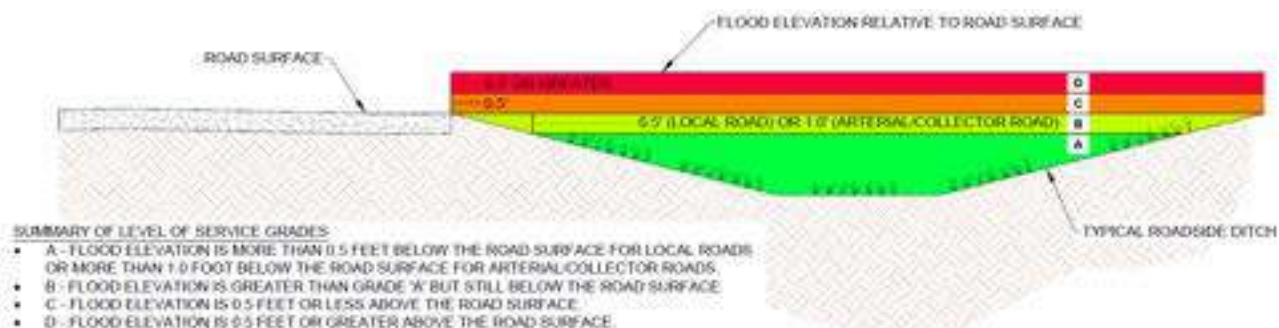 FLOOD ELEVATION RELATIVE TO ROAD SURFACE
ROAD SURFACE
0.5' OR GREATER
D
0.5'
C
0.5' (LOCAL ROAD) OR 1.0' (ARTERIAL/COLLECTOR ROAD)
B
A
TYPICAL ROADSIDE DITCH
SUMMARY OF LEVEL OF SERVICE GRADES
• A - FLOOD ELEVATION IS MORE THAN 0.5 FEET BELOW THE ROAD SURFACE FOR LOCAL ROADS
OR MORE THAN 1.0 FOOT BELOW THE ROAD SURFACE FOR ARTERIAL/COLLECTOR ROADS.
• B - FLOOD ELEVATION IS GREATER THAN GRADE 'A' BUT STILL BELOW THE ROAD SURFACE
• C - FLOOD ELEVATION IS 0.5 FEET OR LESS ABOVE THE ROAD SURFACE
• D - FLOOD ELEVATION IS 0.5 FEET OR GREATER ABOVE THE ROAD SURFACE.